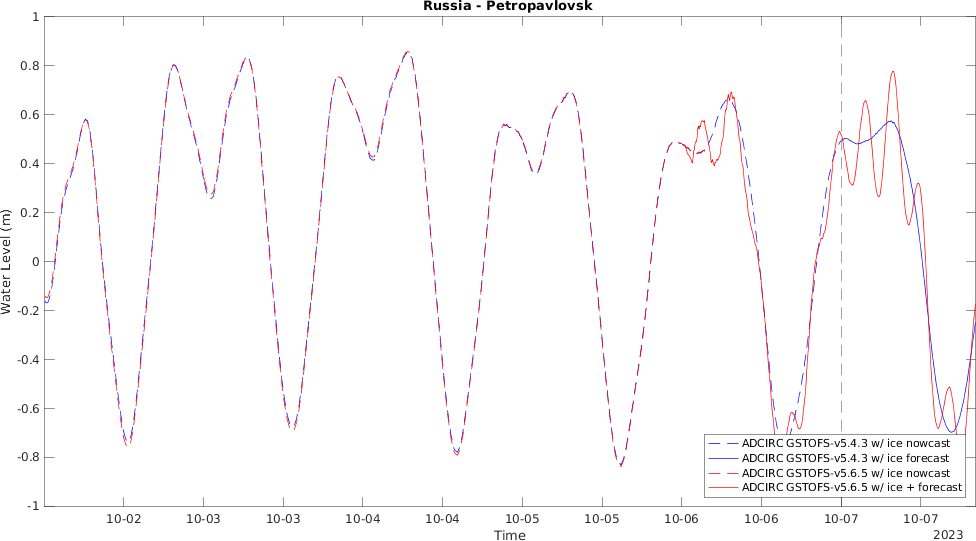 Russia - Petropavlovsk
1
0.8
0.6
0.4
0.2
0
-0.2
-0.4
-0.6
-0.8
-1
Water Level (m)
ADCIRC GSTOFS-v5.4.3 w/ ice nowcast
ADCIRC GSTOFS-v5.4.3 w/ ice forecast
ADCIRC GSTOFS-v5.6.5 w/ ice nowcast
ADCIRC GSTOFS-v5.6.5 w/ ice + forecast
10-02 10-03 10-03 10-04 10-04 10-05 10-05 10-06 10-06 10-07 10-07
Time
2023